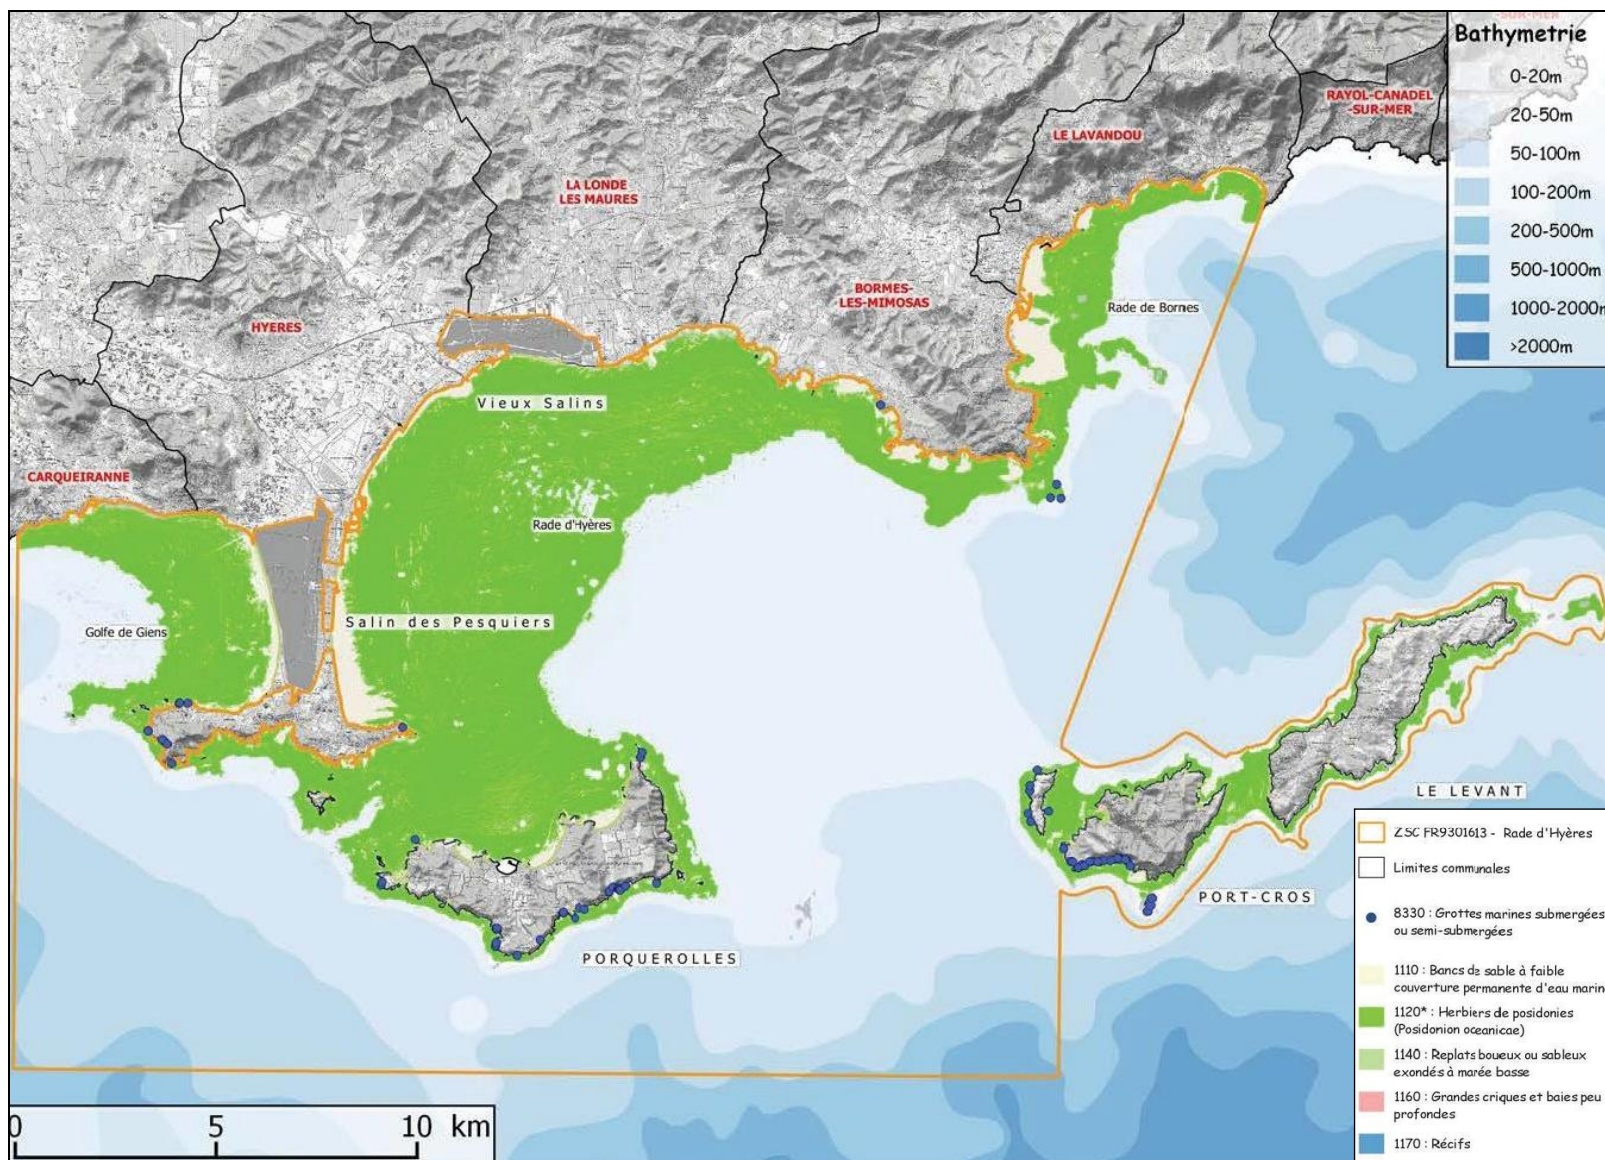 -SUR-MER
Bathymetrie
0-20m
20-50m
50-100m
100-200m
200-500m
500-1000m
1000-2000m
>2000m
RAYOL-CANADEL
-SUR-MER
LE LAVANDOU
LA LONDE
LES MAURES
BORMES-
LES-MIMOSAS
HYERES
Rade de Bormes
Vieux Salins
CARQUEIRANNE
Rade d'Hyères
Golfe de Giens
Salin des Pesquiers
LE LEVANT
PORT-CROS
PORQUEROLLES
ZSC FR9301613 - Rade d'Hyères
Limites communales
8330 : Grottes marines submergées
ou semi-submergées
1110 : Bancs de sable à faible
couverture permanente d'eau marin
1120* : Herbiers de posidonies
(Posidonion oceanicae)
1140 : Replats boueux ou sableux
exondés à marée basse
1160 : Grandes criques et baies peu
profondes
1170 : Récifs
0 5 10 km